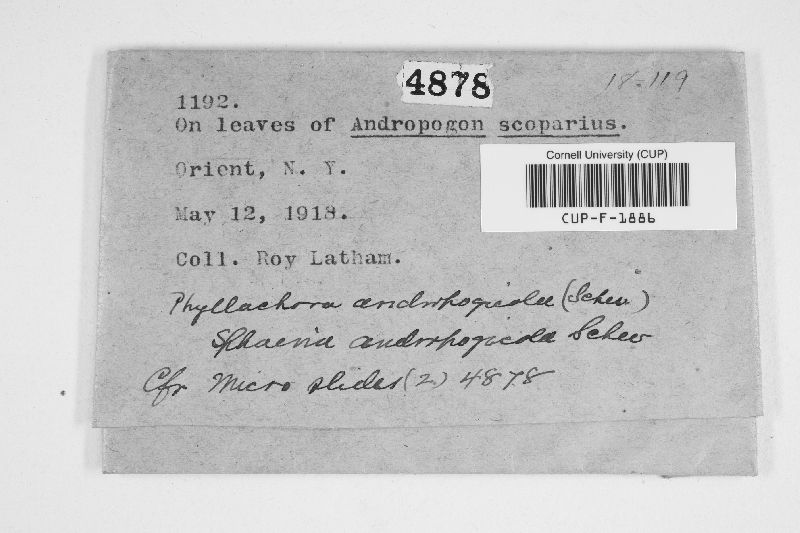 4878
18-119
1192.
On leaves of Andropogon scoparius.
Cornell University (CUP)
Orient, N. Y.
CUP-F-1886
May 12, 1918.
Coll. Roy Latham.
Phyllachora andropogicola (Schw)
Sphaeria andropogicola Schw
Cfr Micro slides (2) 4878